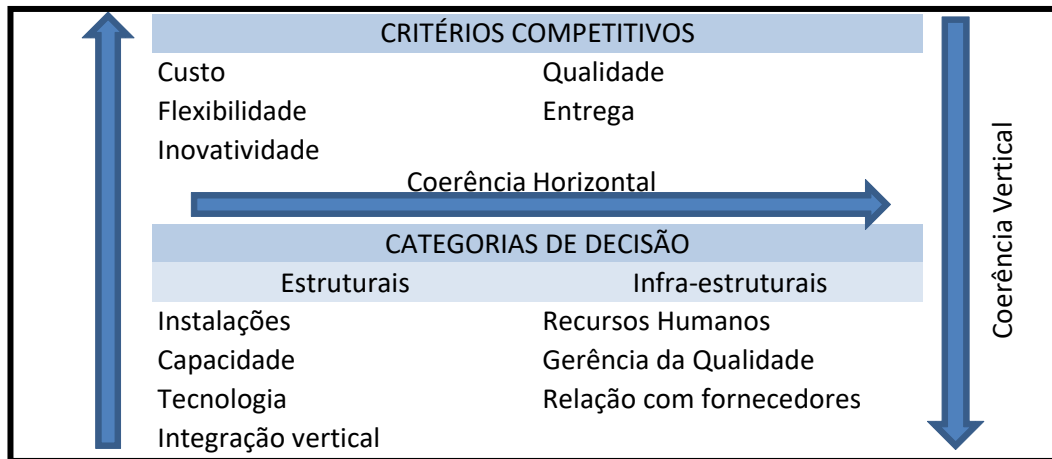 CRITÉRIOS COMPETITIVOS
Custo Qualidade
Flexibilidade Entrega
Inovatividade
Coerência Horizontal
CATEGORIAS DE DECISÃO
Estruturais Infra-estruturais
Instalações Recursos Humanos
Capacidade Gerência da Qualidade
Tecnologia Relação com fornecedores
Integração vertical
Coerência Vertical